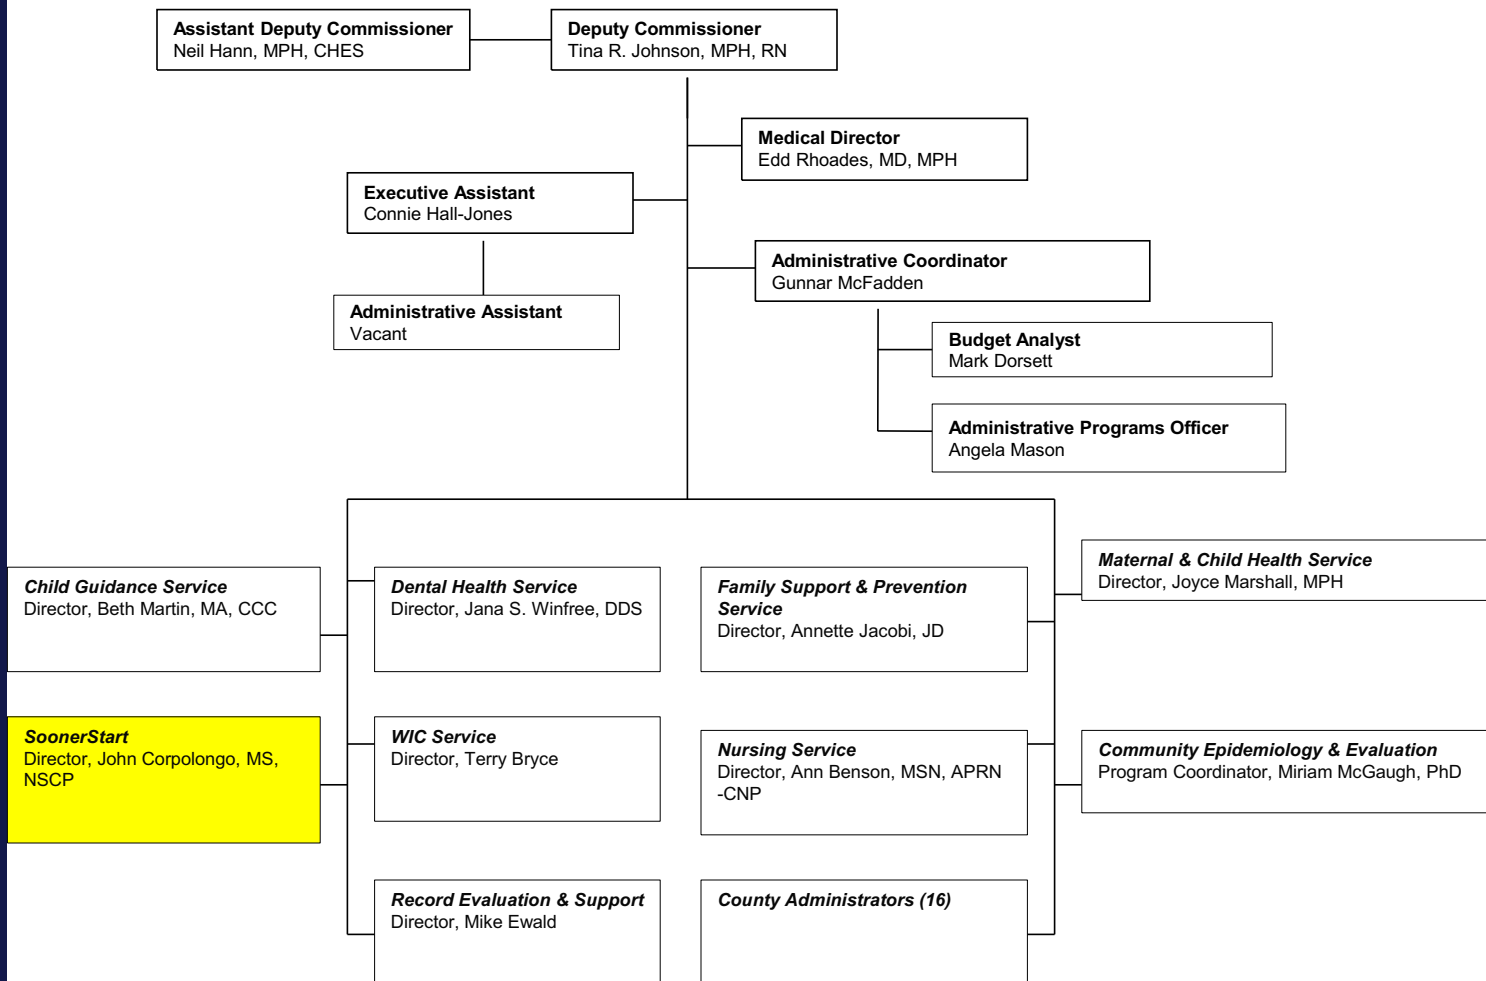 Assistant Deputy Commissioner
Neil Hann, MPH, CHES
Deputy Commissioner
Tina R. Johnson, MPH, RN
Medical Director
Edd Rhoades, MD, MPH
Executive Assistant
Connie Hall-Jones
Administrative Coordinator
Gunnar McFadden
Administrative Assistant
Vacant
Budget Analyst
Mark Dorsett
Administrative Programs Officer
Angela Mason
Child Guidance Service
Director, Beth Martin, MA, CCC
Dental Health Service
Director, Jana S. Winfree, DDS
Family Support & Prevention
Service
Director, Annette Jacobi, JD
Maternal & Child Health Service
Director, Joyce Marshall, MPH
SoonerStart
Director, John Corpolongo, MS,
NSCP
WIC Service
Director, Terry Bryce
Nursing Service
Director, Ann Benson, MSN, APRN
-CNP
Community Epidemiology & Evaluation
Program Coordinator, Miriam McGaugh, PhD
Record Evaluation & Support
Director, Mike Ewald
County Administrators (16)